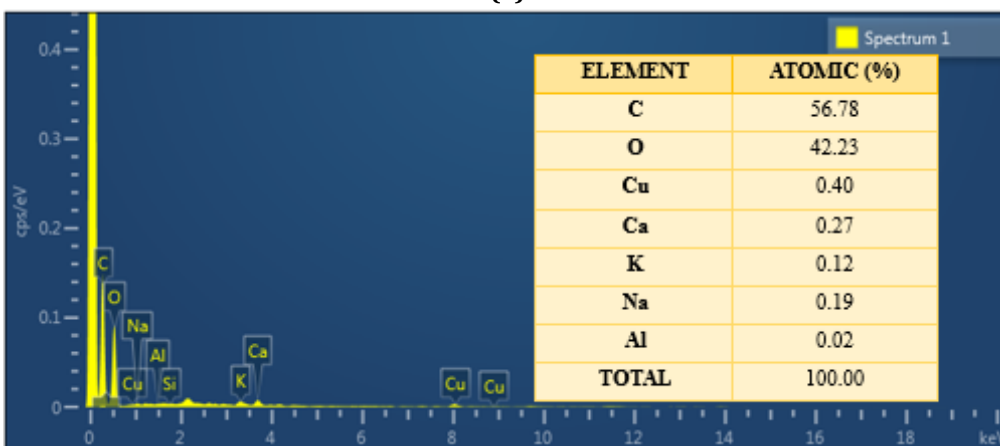 Spectrum 1
ELEMENT ATOMIC (%)
C 56.78
O 42.23
Cu 0.40
Ca 0.27
K 0.12
Na 0.19
Al 0.02
TOTAL 100.00
cps/eV
0.4
0.3
0.2
0.1
0
C
O
Na
Al
Ca
Cu Si K Cu Cu
0 2 4 6 8 10 12 14 16 18